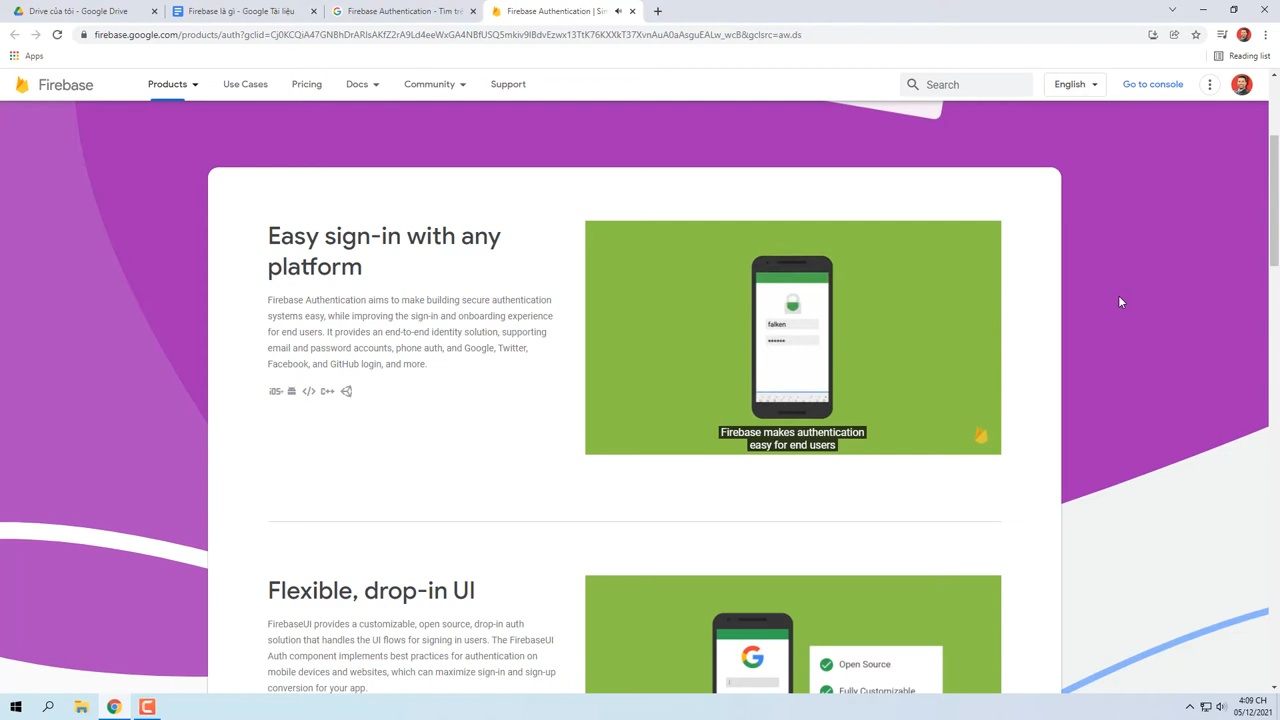 Drive của tôi - Google Drive
Firebase là gì - Google Tài liệu
Firebase Authentication - Tìm trê
Firebase Authentication | Sim
firebase.google.com/products/auth?gclid=Cj0KCQiA47GNBhDrARIsAKfZ2rA9Ld4eeWxGA4NBfUSQ5mkiv9IBdvEzwx13TtK76KXXkT37XvnAuA0aAsguEALw_wcB&gclsrc=aw.ds
Apps
Reading list
Firebase
Products
Use Cases
Pricing
Docs
Community
Support
Search
English
Go to console
Easy sign-in with any
platform
Firebase Authentication aims to make building secure authentication
systems easy, while improving the sign-in and onboarding experience
for end users. It provides an end-to-end identity solution, supporting
email and password accounts, phone auth, and Google, Twitter,
Facebook, and GitHub login, and more.
iOS+
C++
falken
******
Firebase makes authentication
easy for end users
Flexible, drop-in UI
FirebaseUI provides a customizable, open source, drop-in auth
solution that handles the UI flows for signing in users. The FirebaseUI
Auth component implements best practices for authentication on
mobile devices and websites, which can maximize sign-in and sign-up
conversion for your app.
G
Open Source
Fully Customizable
4:09 CH
05/12/2021